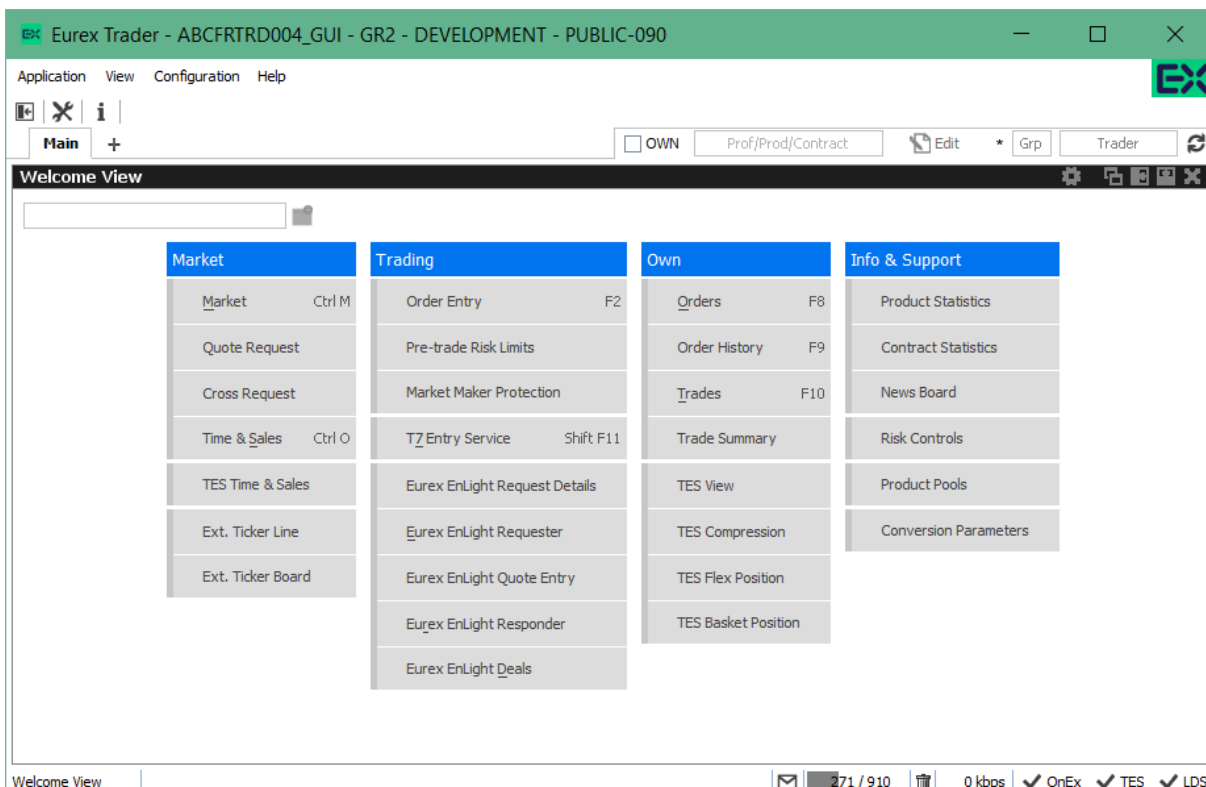 Eurex Trader - ABCFRTRD004_GUI - GR2 - DEVELOPMENT - PUBLIC-090
Application View Configuration Help
EX
Main + OWN Prof/Prod/Contract Edit * Grp Trader
Welcome View
Market Trading Own Info & Support
Market Ctrl M Order Entry F2 Orders F8 Product Statistics
Quote Request Pre-trade Risk Limits Order History F9 Contract Statistics
Cross Request Market Maker Protection Trades F10 News Board
Time & Sales Ctrl O T7 Entry Service Shift F11 Trade Summary Risk Controls
TES Time & Sales Eurex EnLight Request Details TES View Product Pools
Ext. Ticker Line Eurex EnLight Requester TES Compression Conversion Parameters
Ext. Ticker Board Eurex EnLight Quote Entry TES Flex Position
Eurex EnLight Responder TES Basket Position
Eurex EnLight Deals
Welcome View 271 / 910 0 kbps OnEx TES LDS